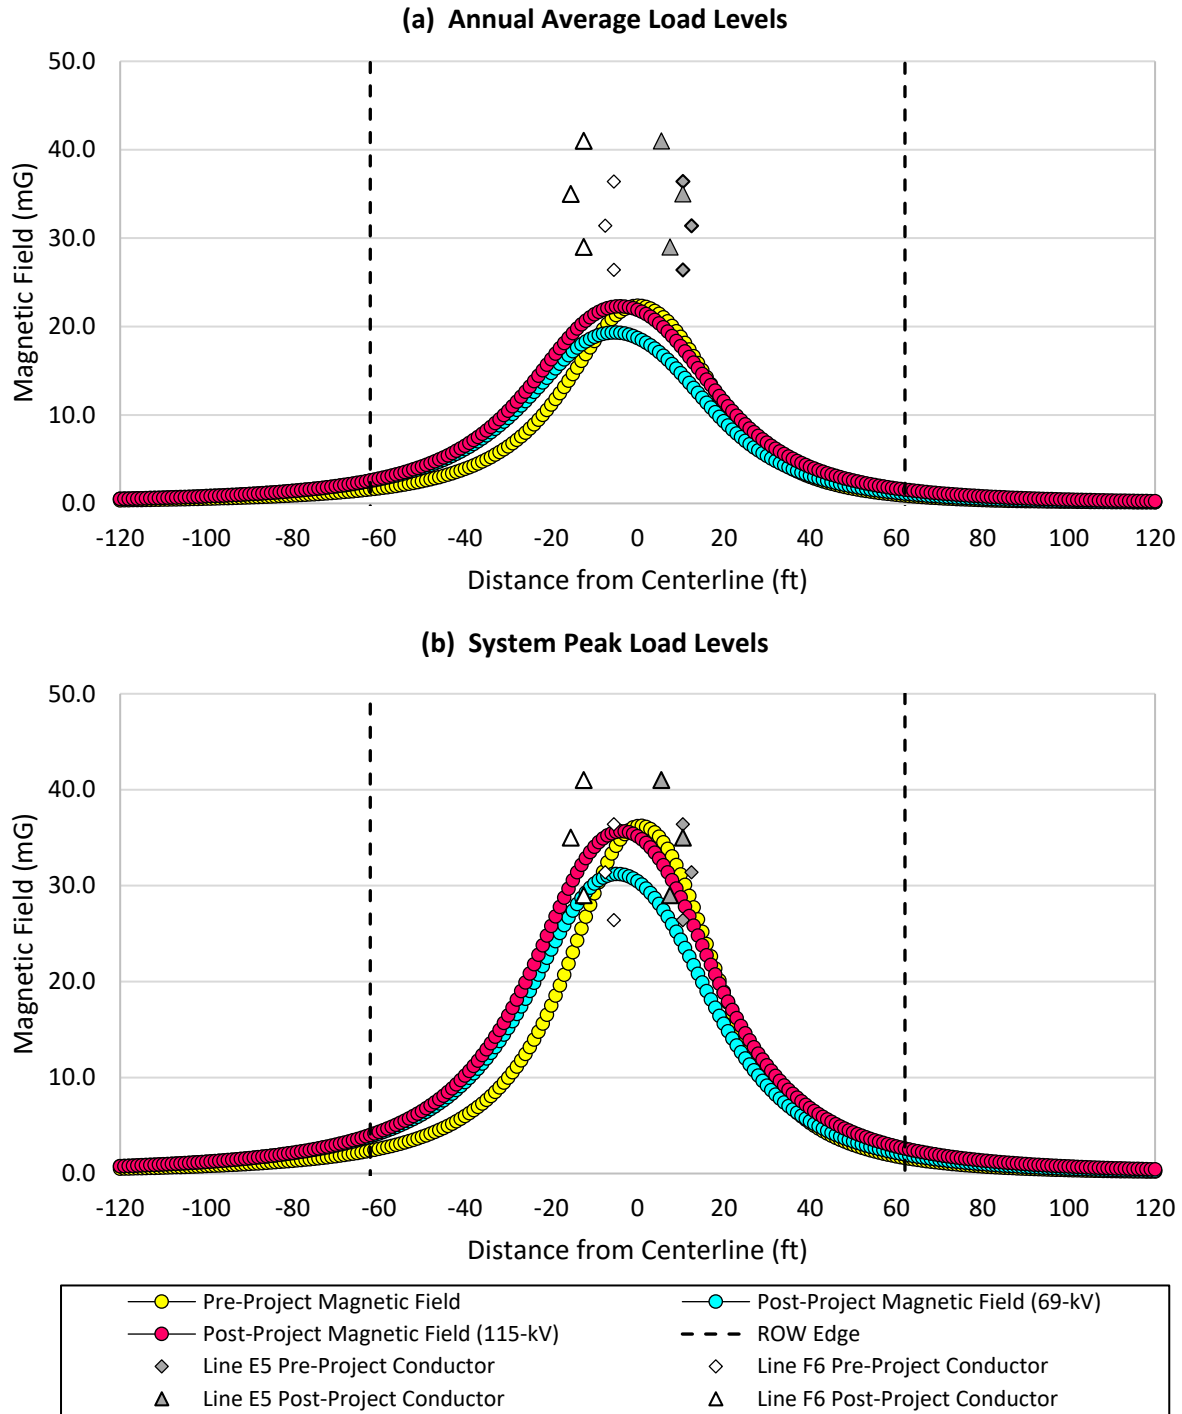 (a) Annual Average Load Levels
50.0
40.0
30.0
20.0
10.0
0.0
Magnetic Field (mG)
-120 -100 -80 -60 -40 -20 0 20 40 60 80 100 120
Distance from Centerline (ft)
(b) System Peak Load Levels
50.0
40.0
30.0
20.0
10.0
0.0
Magnetic Field (mG)
-120 -100 -80 -60 -40 -20 0 20 40 60 80 100 120
Distance from Centerline (ft)
Pre-Project Magnetic Field
Post-Project Magnetic Field (69-kV)
Post-Project Magnetic Field (115-kV)
ROW Edge
Line E5 Pre-Project Conductor
Line F6 Pre-Project Conductor
Line E5 Post-Project Conductor
Line F6 Post-Project Conductor